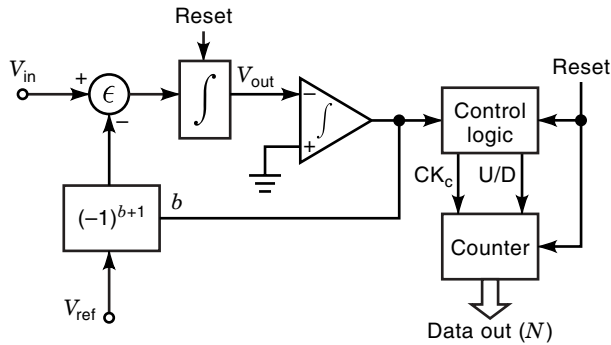 Reset
V_in
+
ϵ
−
∫
V_out
−
+
∫
Reset
Control
logic
CK_c
U/D
(-1)^{b+1}
b
Counter
V_ref
Data out (N)